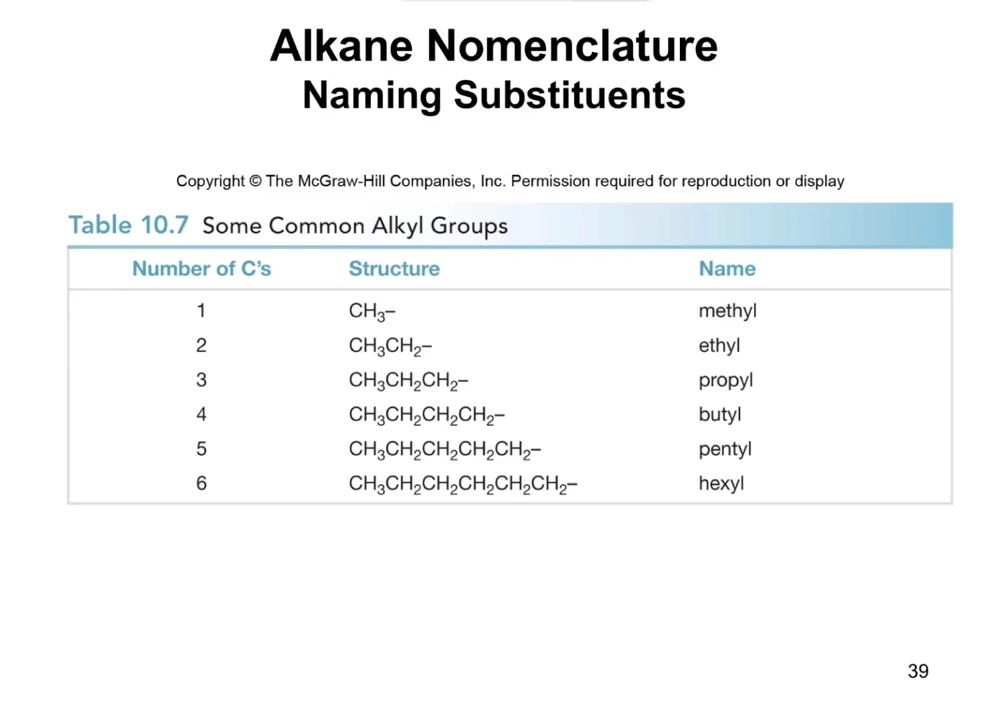 Alkane Nomenclature
Naming Substituents
Copyright © The McGraw-Hill Companies, Inc. Permission required for reproduction or display
Table 10.7 Some Common Alkyl Groups
Number of C's Structure Name
1 CH₃– methyl
2 CH₃CH₂– ethyl
3 CH₃CH₂CH₂– propyl
4 CH₃CH₂CH₂CH₂– butyl
5 CH₃CH₂CH₂CH₂CH₂– pentyl
6 CH₃CH₂CH₂CH₂CH₂CH₂– hexyl
39